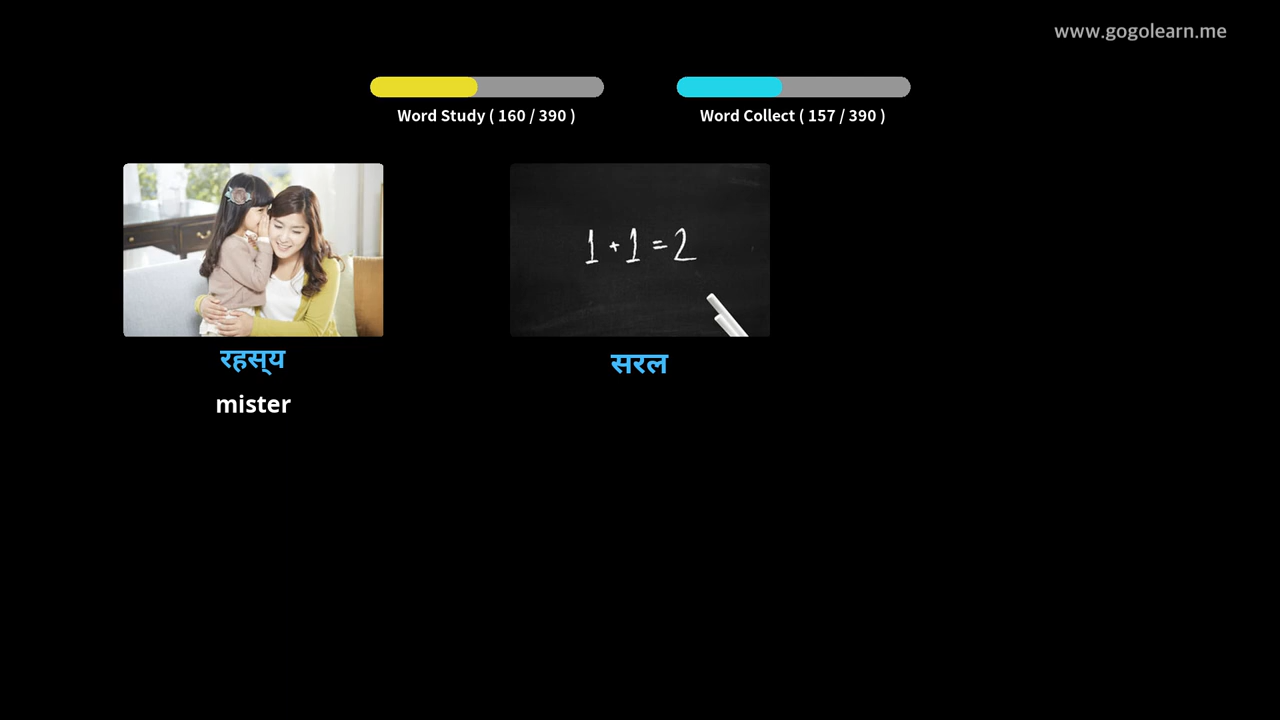 www.gogolearn.me
Word Study ( 160 / 390 )
Word Collect ( 157 / 390 )
1 + 1 = 2
रहस्य
सरल
mister